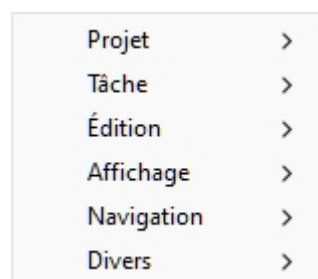 Projet
Tâche
Édition
Affichage
Navigation
Divers